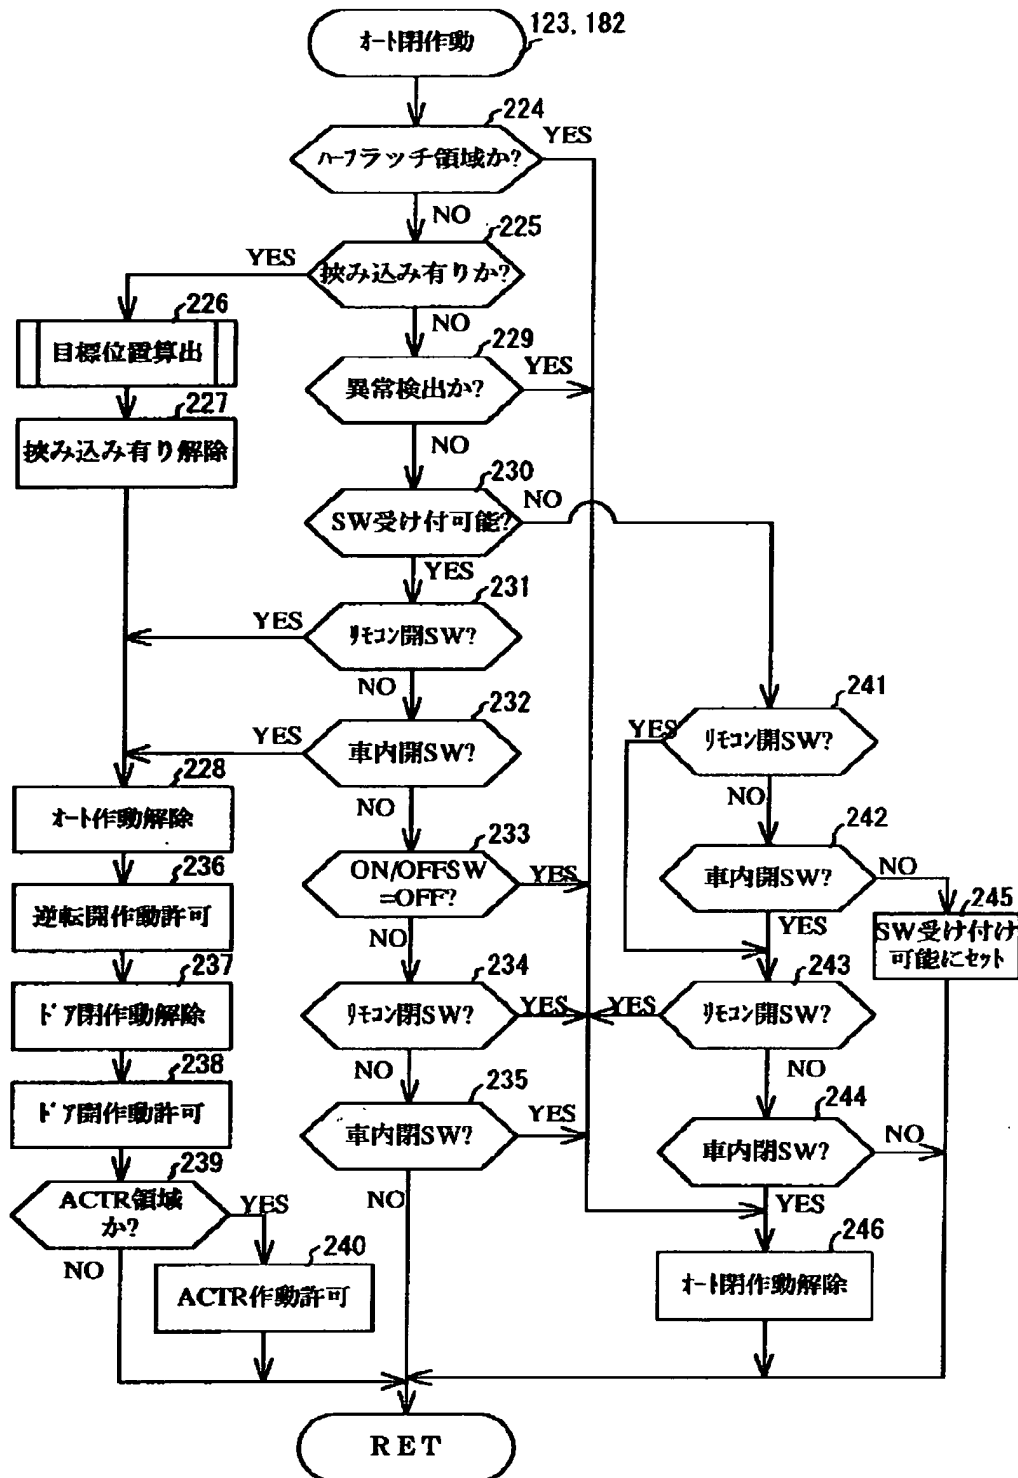 ｵｰﾄ閉作動
123, 182
224
ﾊｰﾌラッチ領域か?
YES
NO
225
挟み込み有りか?
YES
NO
226
目標位置算出
227
挟み込み有り解除
229
異常検出か?
YES
NO
230
SW受け付可能?
NO
YES
231
ﾘﾓｺﾝ開SW?
YES
NO
232
車内開SW?
YES
NO
228
ｵｰﾄ作動解除
236
逆転開作動許可
237
ﾄﾞｱ閉作動解除
238
ﾄﾞｱ開作動許可
239
ACTR領域
か?
YES
NO
240
ACTR作動許可
233
ON/OFFSW
=OFF?
YES
NO
234
ﾘﾓｺﾝ閉SW?
YES
NO
235
車内閉SW?
YES
NO
241
ﾘﾓｺﾝ開SW?
YES
NO
242
車内開SW?
NO
YES
245
SW受け付け
可能にｾｯﾄ
243
ﾘﾓｺﾝ開SW?
YES
NO
244
車内閉SW?
NO
YES
246
ｵｰﾄ閉作動解除
RET